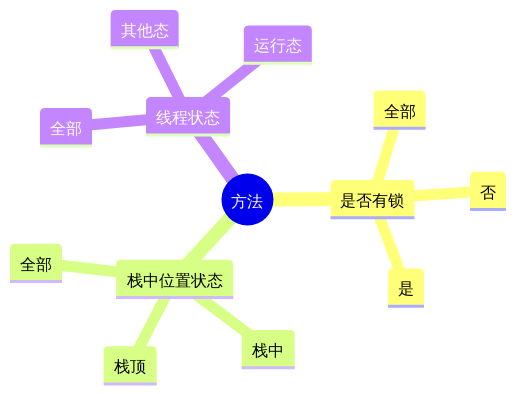 其他态
运行态
全部
线程状态
全部
是否有锁
否
是
方法
全部
栈中位置状态
栈顶
栈中